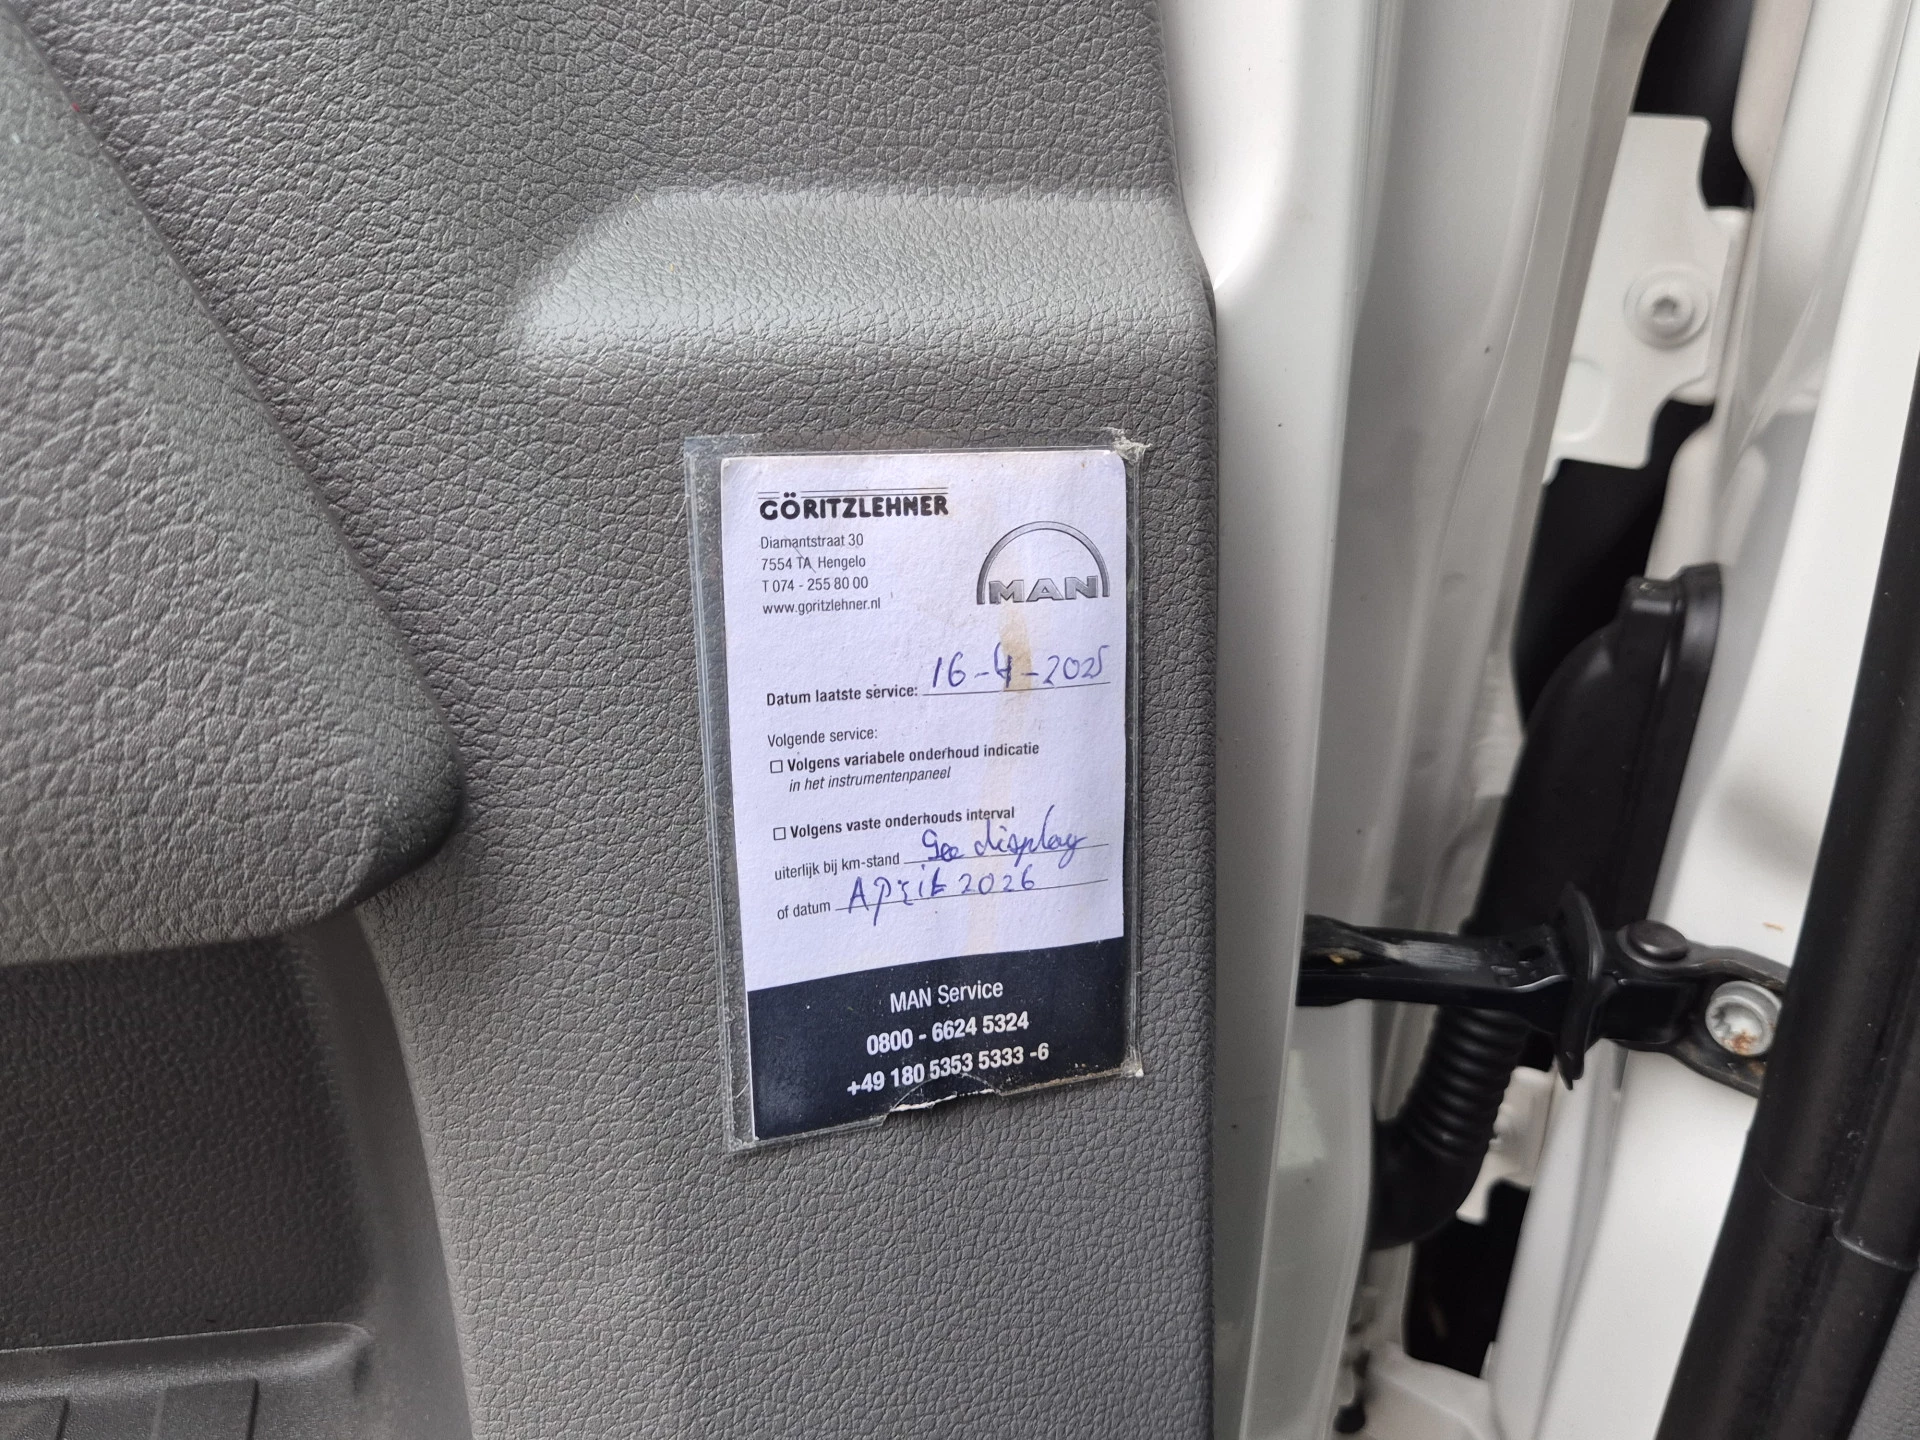 GÖRITZLEHNER
Diamantstraat 30
7554 TA Hengelo
T 074 - 255 80 00
www.goritzlehner.nl
MAN
Datum laatste service: 16-4-2025
Volgende service:
☐ Volgens variabele onderhoud indicatie
in het instrumentenpaneel
☐ Volgens vaste onderhouds interval
uiterlijk bij km-stand See display
of datum April 2026
MAN Service
0800 - 6624 5324
+49 180 5353 5333 -6